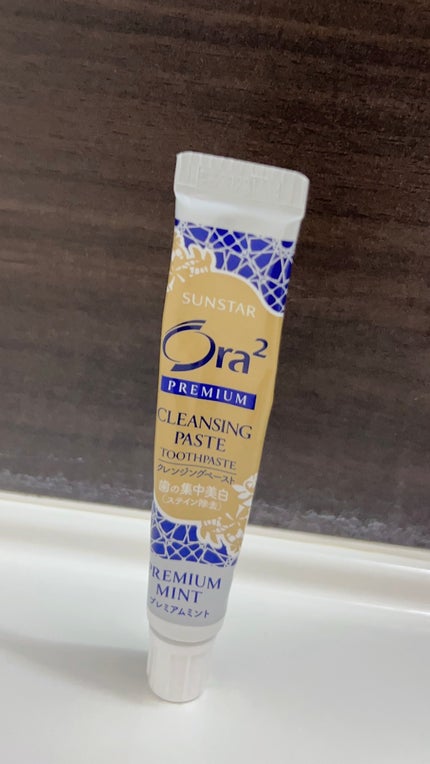 SUNSTAR
Ora²
PREMIUM
CLEANSING
PASTE
TOOTHPASTE
クレンジングペースト
歯の集中美白
(ステイン除去)
PREMIUM
MINT
プレミアムミント